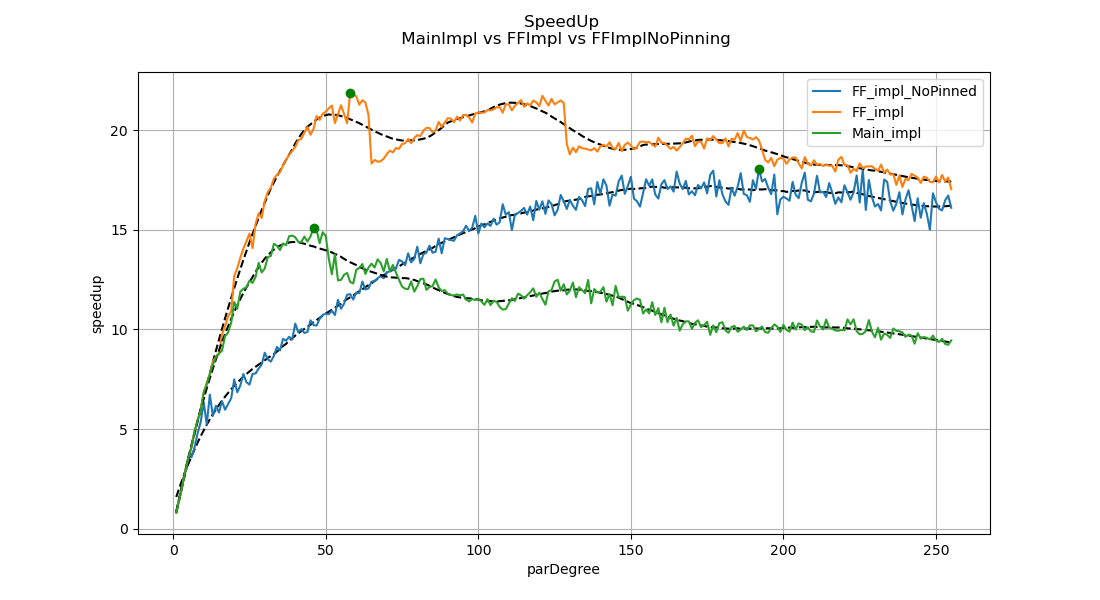 SpeedUp
MainImpl vs FFImpl vs FFImplNoPinning
FF_impl_NoPinned
FF_impl
Main_impl
speedup
20
15
10
5
0
0 50 100 150 200 250
parDegree